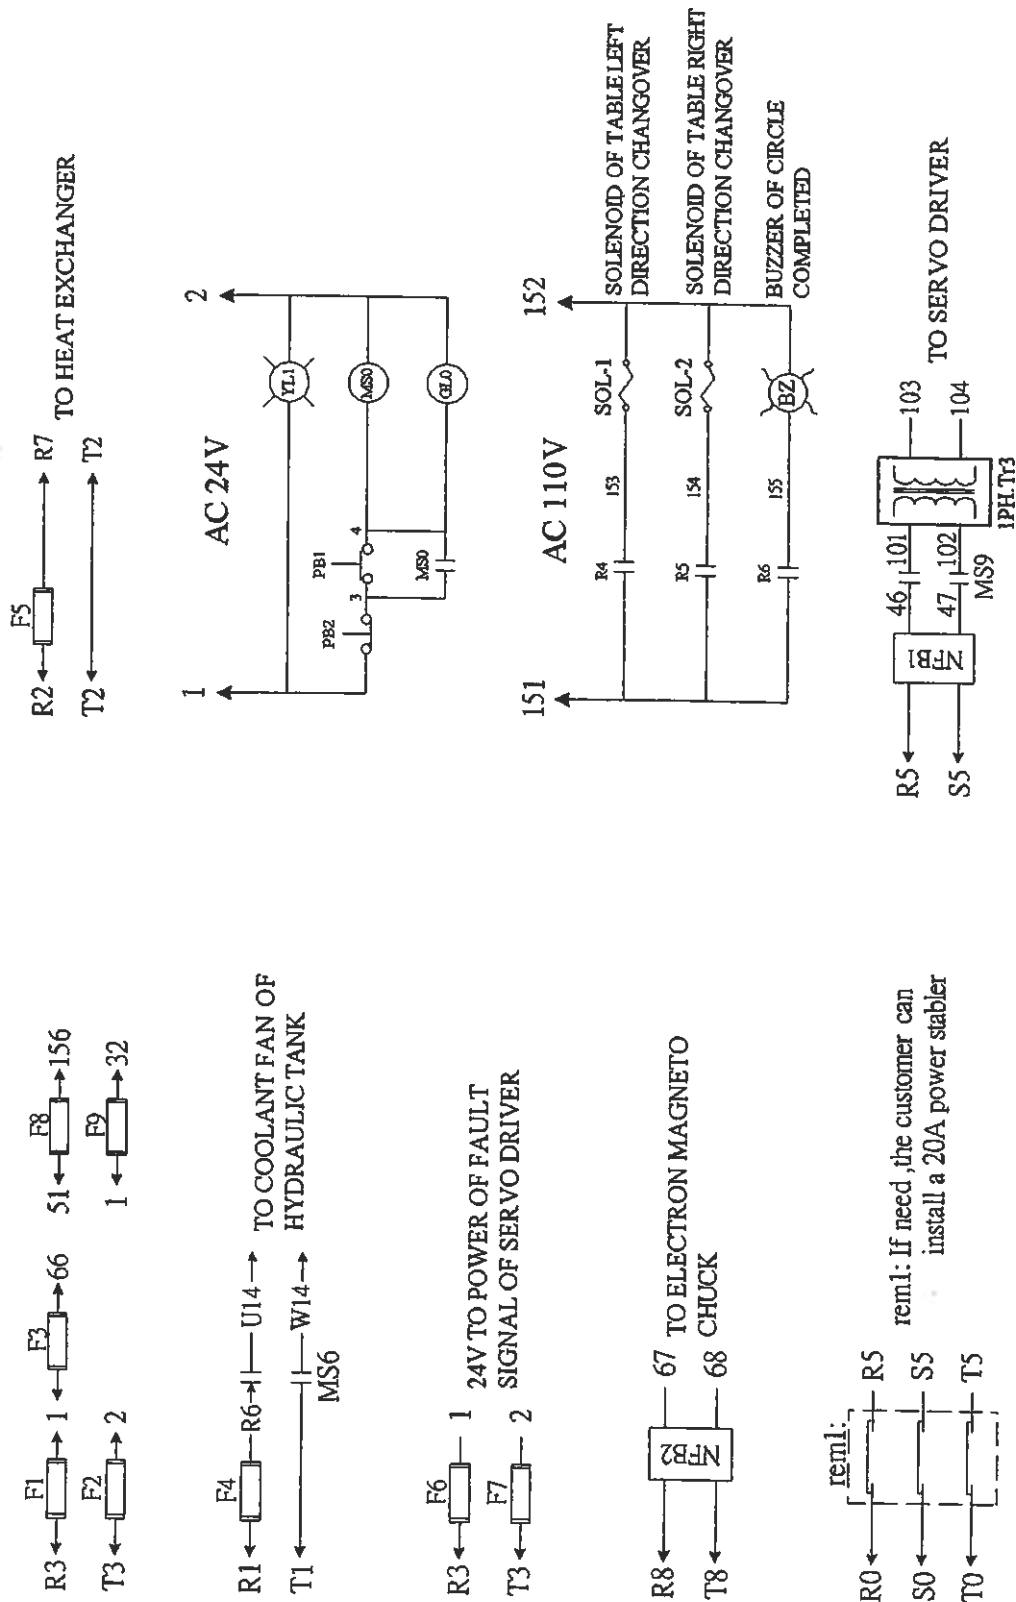 F1
R3
1
F3
66
F8
51
156
F2
T3
2
F9
1
32
F4
R1
R6
U14
TO COOLANT FAN OF
HYDRAULIC TANK
T1
W14
MS6
F6
R3
1
24V TO POWER OF FAULT
SIGNAL OF SERVO DRIVER
F7
T3
2
R8
NFB2
67
TO ELECTRON MAGNETO
CHUCK
T8
68
rem1:
R0
R5
S0
S5
T0
T5
rem1: If need ,the customer can
install a 20A power stabler
F5
R2
R7
TO HEAT EXCHANGER
T2
T2
AC 24V
1
2
YL1
PB2
3
PB1
4
MS0
MS0
GL0
AC 110V
151
152
R4
153
SOL-1
SOLENOID OF TABLE LEFT
DIRECTION CHANGOVER
R5
154
SOL-2
SOLENOID OF TABLE RIGHT
DIRECTION CHANGOVER
R6
155
BZ
BUZZER OF CIRCLE
COMPLETED
R5
NFB1
46
101
103
TO SERVO DRIVER
S5
47
102
104
MS9
1PH.Tr3